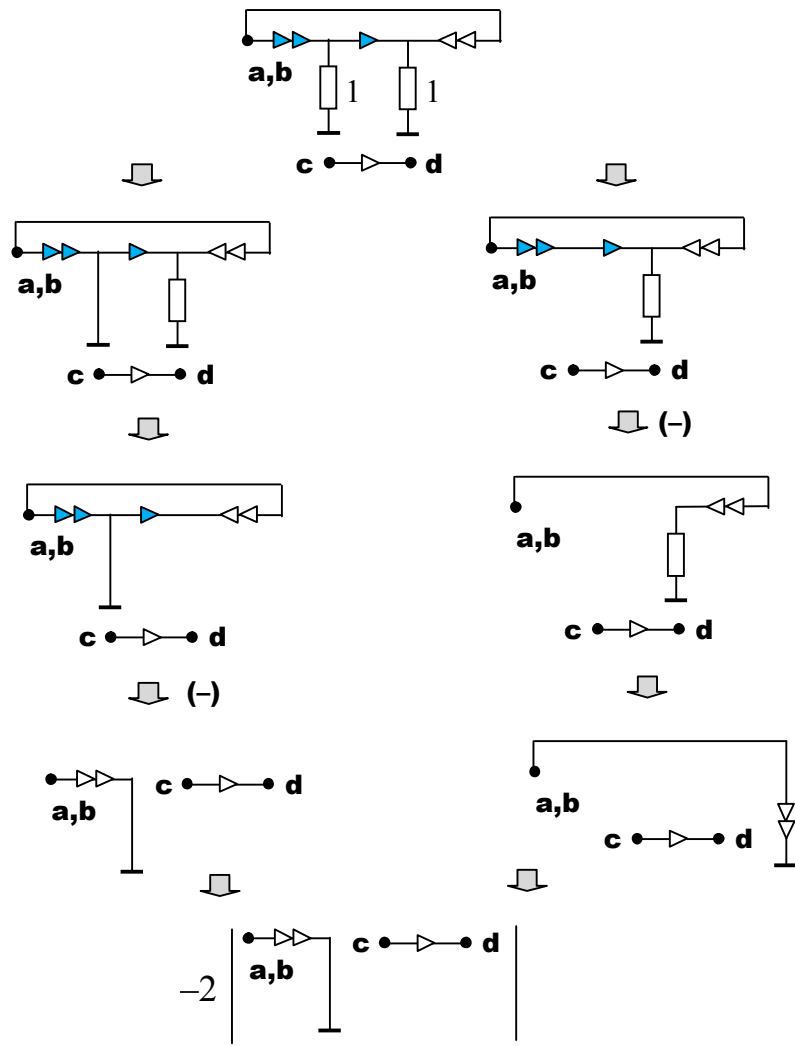 a,b
1 1
c d
a,b a,b
c d c d
(–)
a,b a,b
c d c d
(–)
a,b c d a,b
c d
–2 a,b c d